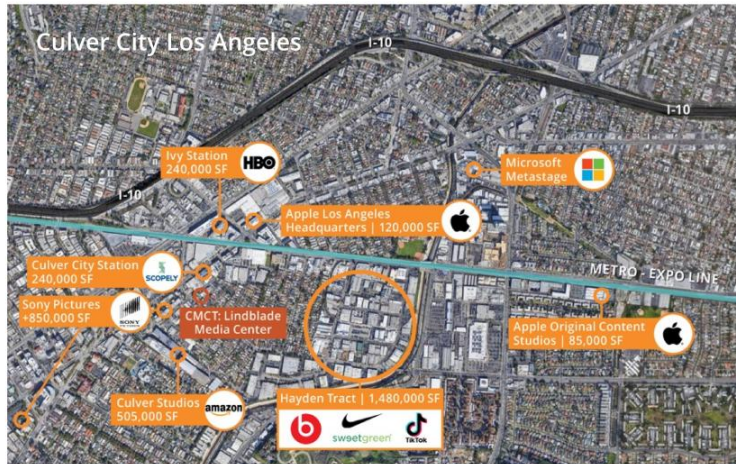 Culver City Los Angeles
I-10
I-10
I-10
Ivy Station
240,000 SF
HBO
Microsoft
Metastage
Apple Los Angeles
Headquarters | 120,000 SF
METRO - EXPO LINE
Culver City Station
240,000 SF
SCOPELY
Sony Pictures
+850,000 SF
SONY
CMCT: Lindblade
Media Center
Apple Original Content
Studios | 85,000 SF
Culver Studios
505,000 SF
amazon
Hayden Tract | 1,480,000 SF
b
sweetgreen
TikTok